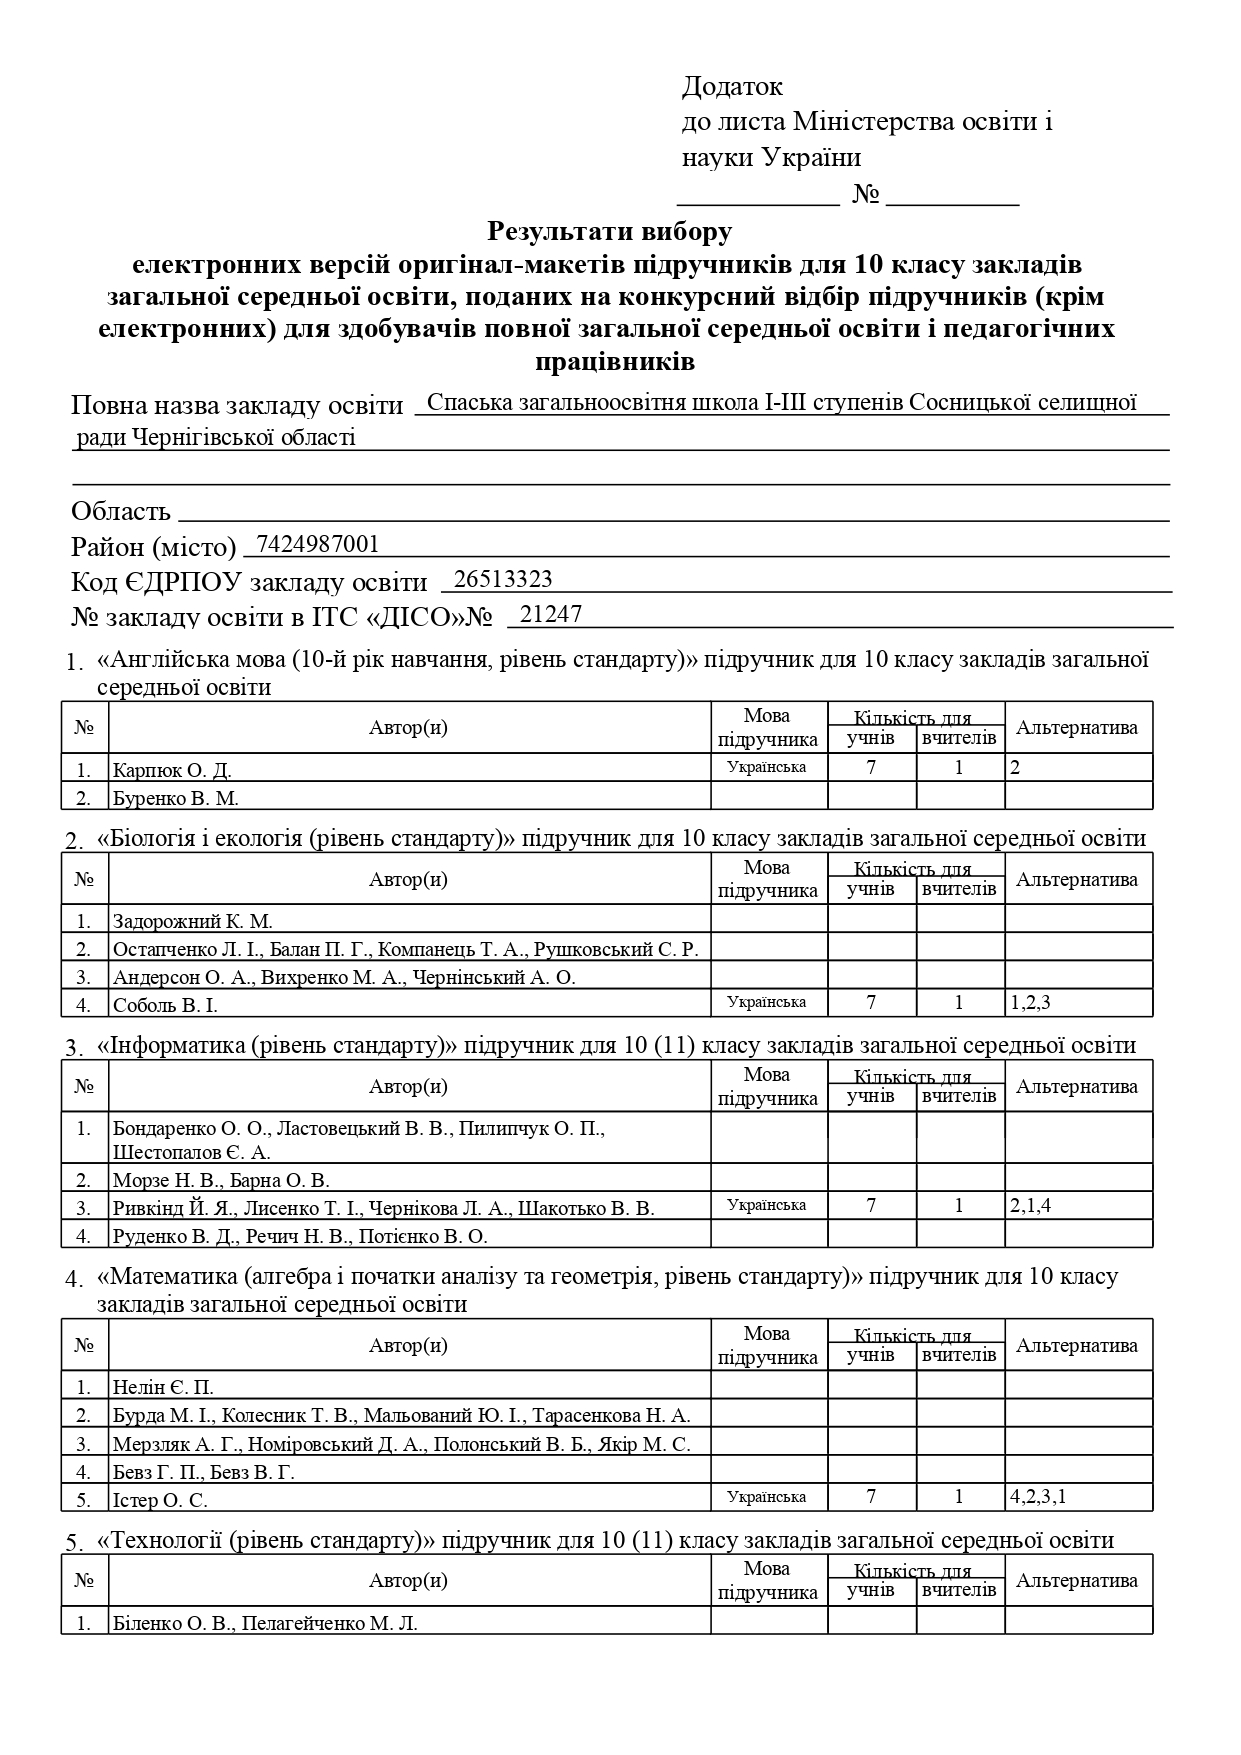 Додаток
до листа Міністерства освіти і
науки України
____________ № __________
Результати вибору
електронних версій оригінал-макетів підручників для 10 класу закладів
загальної середньої освіти, поданих на конкурсний відбір підручників (крім
електронних) для здобувачів повної загальної середньої освіти і педагогічних
працівників
Повна назва закладу освіти Спаська загальноосвітня школа І-ІІІ ступенів Сосницької селищної
ради Чернігівської області
Область
Район (місто) 7424987001
Код ЄДРПОУ закладу освіти 26513323
№ закладу освіти в ІТС «ДІСО»№ 21247
1. «Англійська мова (10-й рік навчання, рівень стандарту)» підручник для 10 класу закладів загальної
середньої освіти
№ Автор(и) Мова підручника Кількість для учнів вчителів Альтернатива
1. Карпюк О. Д. Українська 7 1 2
2. Буренко В. М.
2. «Біологія і екологія (рівень стандарту)» підручник для 10 класу закладів загальної середньої освіти
№ Автор(и) Мова підручника Кількість для учнів вчителів Альтернатива
1. Задорожний К. М.
2. Остапченко Л. І., Балан П. Г., Компанець Т. А., Рушковський С. Р.
3. Андерсон О. А., Вихренко М. А., Чернінський А. О.
4. Соболь В. І. Українська 7 1 1,2,3
3. «Інформатика (рівень стандарту)» підручник для 10 (11) класу закладів загальної середньої освіти
№ Автор(и) Мова підручника Кількість для учнів вчителів Альтернатива
1. Бондаренко О. О., Ластовецький В. В., Пилипчук О. П.,
Шестопалов Є. А.
2. Морзе Н. В., Барна О. В.
3. Ривкінд Й. Я., Лисенко Т. І., Чернікова Л. А., Шакотько В. В. Українська 7 1 2,1,4
4. Руденко В. Д., Речич Н. В., Потієнко В. О.
4. «Математика (алгебра і початки аналізу та геометрія, рівень стандарту)» підручник для 10 класу
закладів загальної середньої освіти
№ Автор(и) Мова підручника Кількість для учнів вчителів Альтернатива
1. Нелін Є. П.
2. Бурда М. І., Колесник Т. В., Мальований Ю. І., Тарасенкова Н. А.
3. Мерзляк А. Г., Номіровський Д. А., Полонський В. Б., Якір М. С.
4. Бевз Г. П., Бевз В. Г.
5. Істер О. С. Українська 7 1 4,2,3,1
5. «Технології (рівень стандарту)» підручник для 10 (11) класу закладів загальної середньої освіти
№ Автор(и) Мова підручника Кількість для учнів вчителів Альтернатива
1. Біленко О. В., Пелагейченко М. Л.